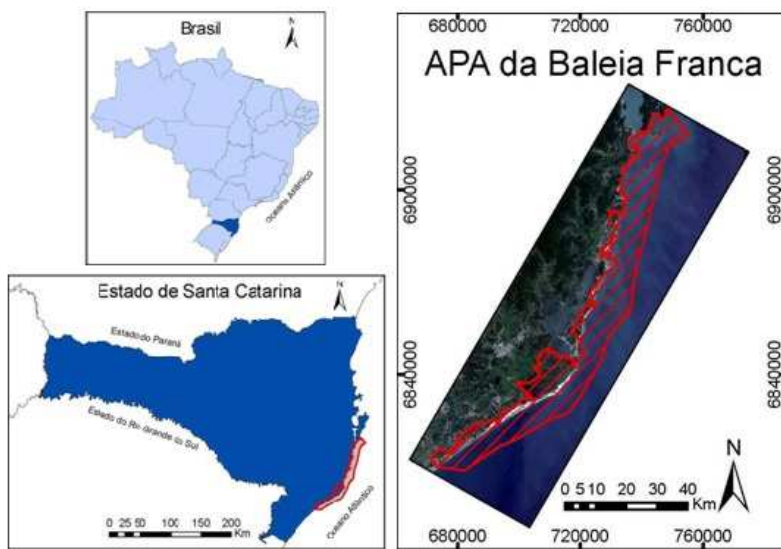 Brasil
N
Oceano Atlântico
Estado de Santa Catarina
N
Estado do Paraná
Estado do Rio Grande do Sul
Oceano Atlântico
0 25 50 100 150 200
Km
680000 720000 760000
APA da Baleia Franca
6900000
6900000
6840000
6840000
N
0 5 10 20 30 40
Km
680000 720000 760000